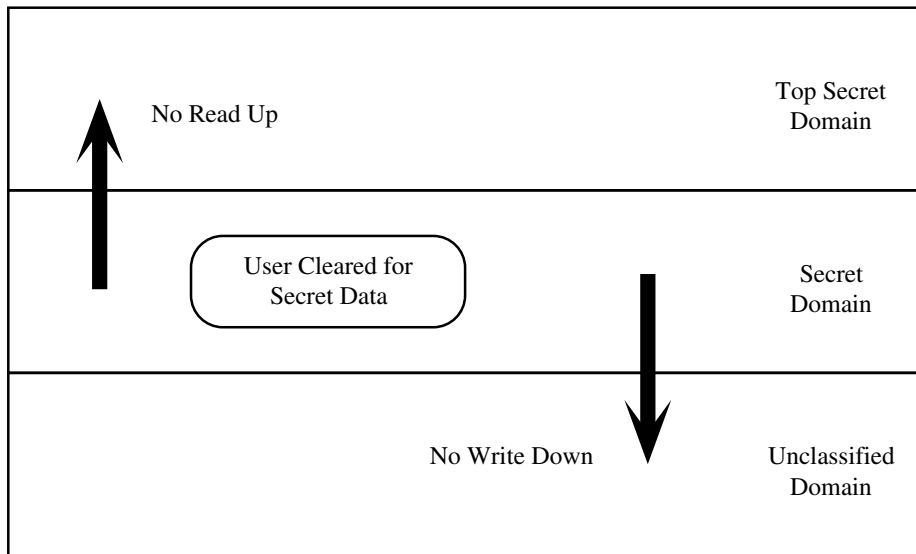 No Read Up
Top Secret
Domain
User Cleared for
Secret Data
Secret
Domain
No Write Down
Unclassified
Domain